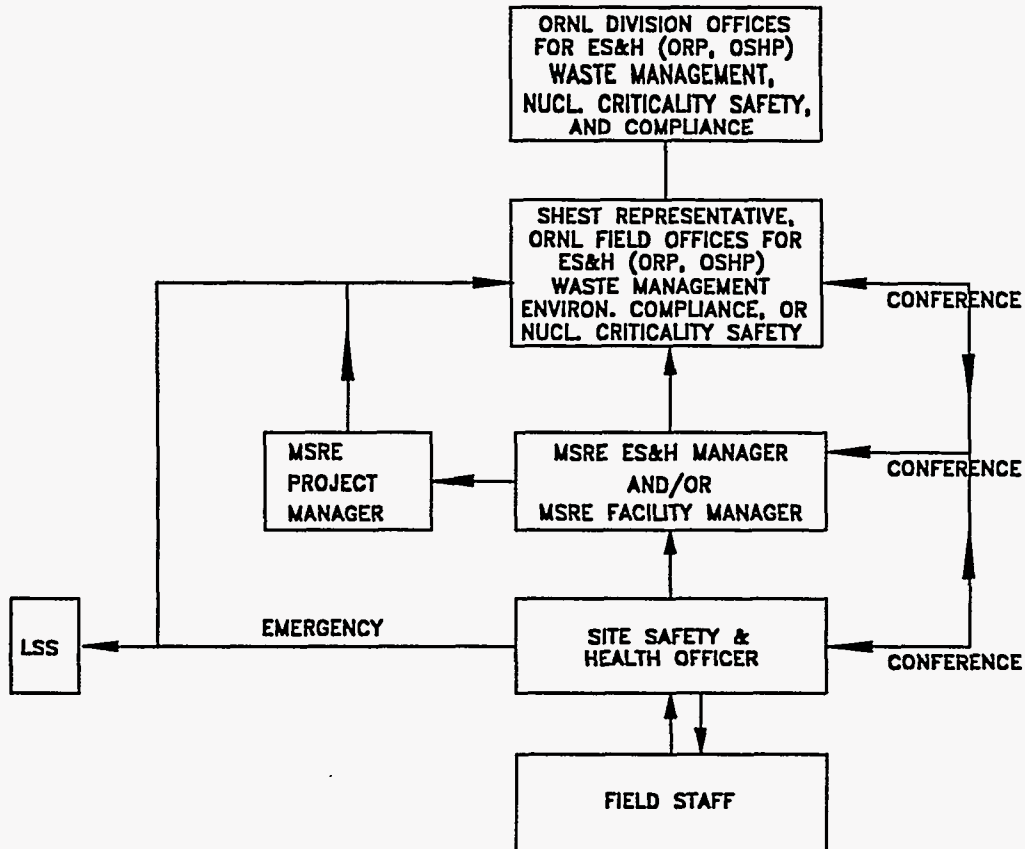 ORNL DIVISION OFFICES
FOR ES&H (ORP, OSHP)
WASTE MANAGEMENT,
NUCL. CRITICALITY SAFETY,
AND COMPLIANCE
SHEST REPRESENTATIVE,
ORNL FIELD OFFICES FOR
ES&H (ORP, OSHP)
WASTE MANAGEMENT
ENVIRON. COMPLIANCE, OR
NUCL. CRITICALITY SAFETY
CONFERENCE
MSRE
PROJECT
MANAGER
MSRE ES&H MANAGER
AND/OR
MSRE FACILITY MANAGER
CONFERENCE
LSS
EMERGENCY
SITE SAFETY &
HEALTH OFFICER
CONFERENCE
FIELD STAFF